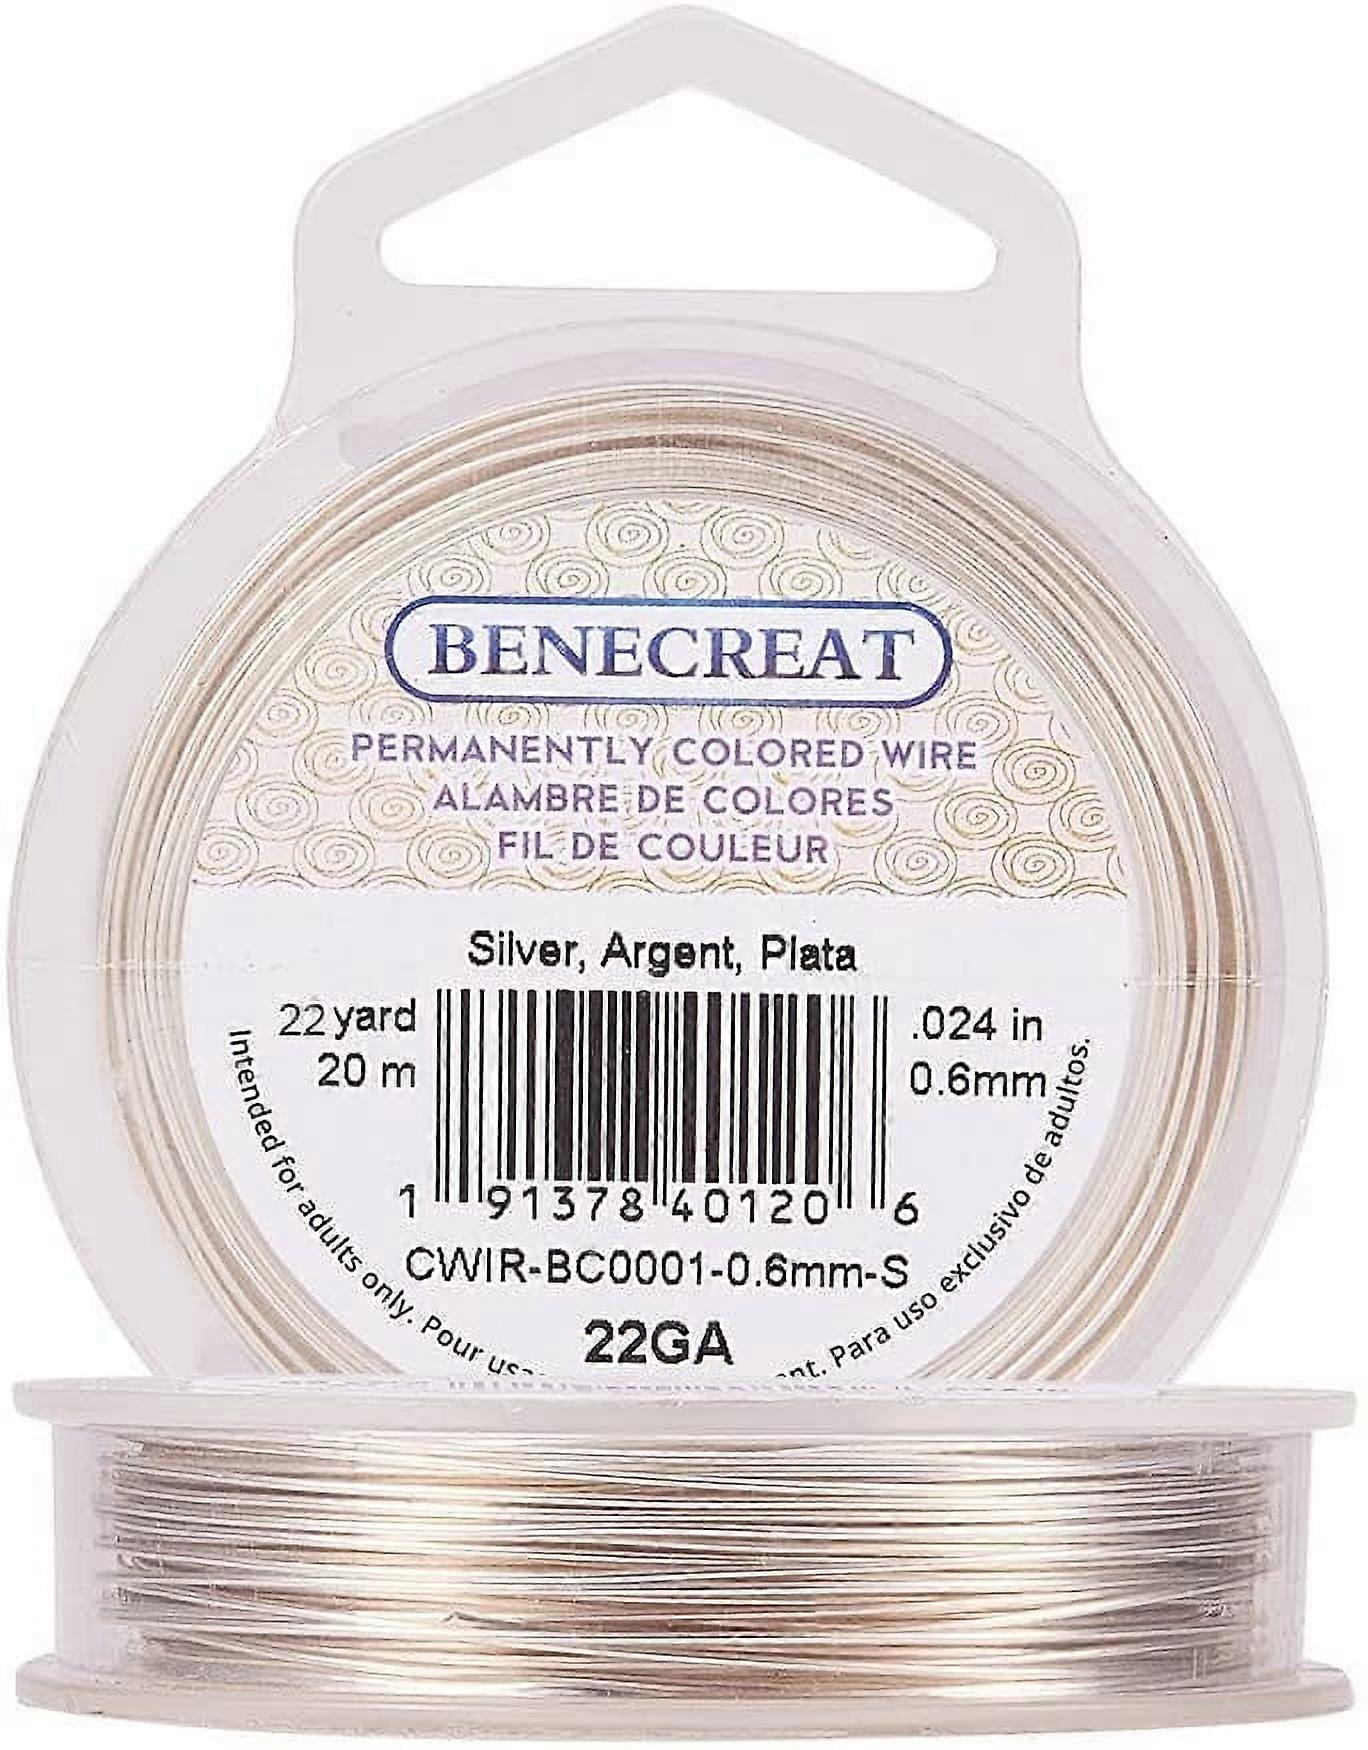 BENECREAT
PERMANENTLY COLORED WIRE
ALAMBRE DE COLORES
FIL DE COULEUR
Silver, Argent, Plata
22 yard
20 m
.024 in
0.6mm
1 91378 40120 6
CWIR-BC0001-0.6mm-S
22GA
Intended for adults only. Pour Para uso exclusivo de adultos.